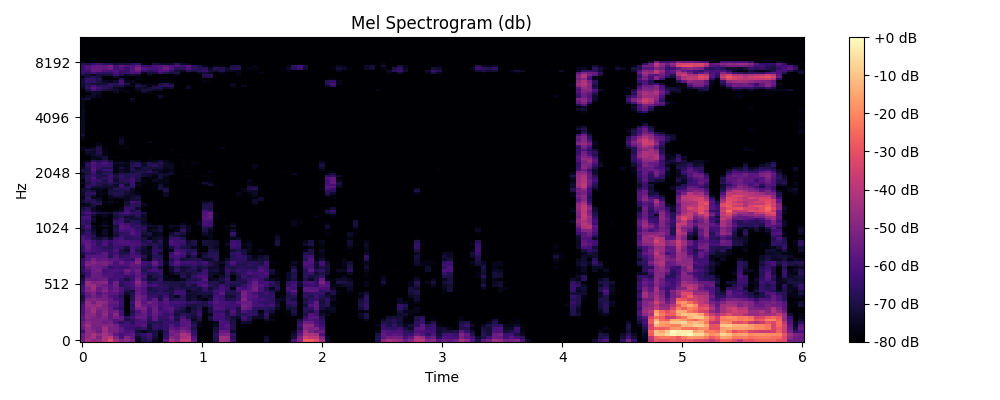 Mel Spectrogram (db)
8192
4096
2048
1024
512
0
Hz
0 1 2 3 4 5 6
Time
+0 dB
-10 dB
-20 dB
-30 dB
-40 dB
-50 dB
-60 dB
-70 dB
-80 dB